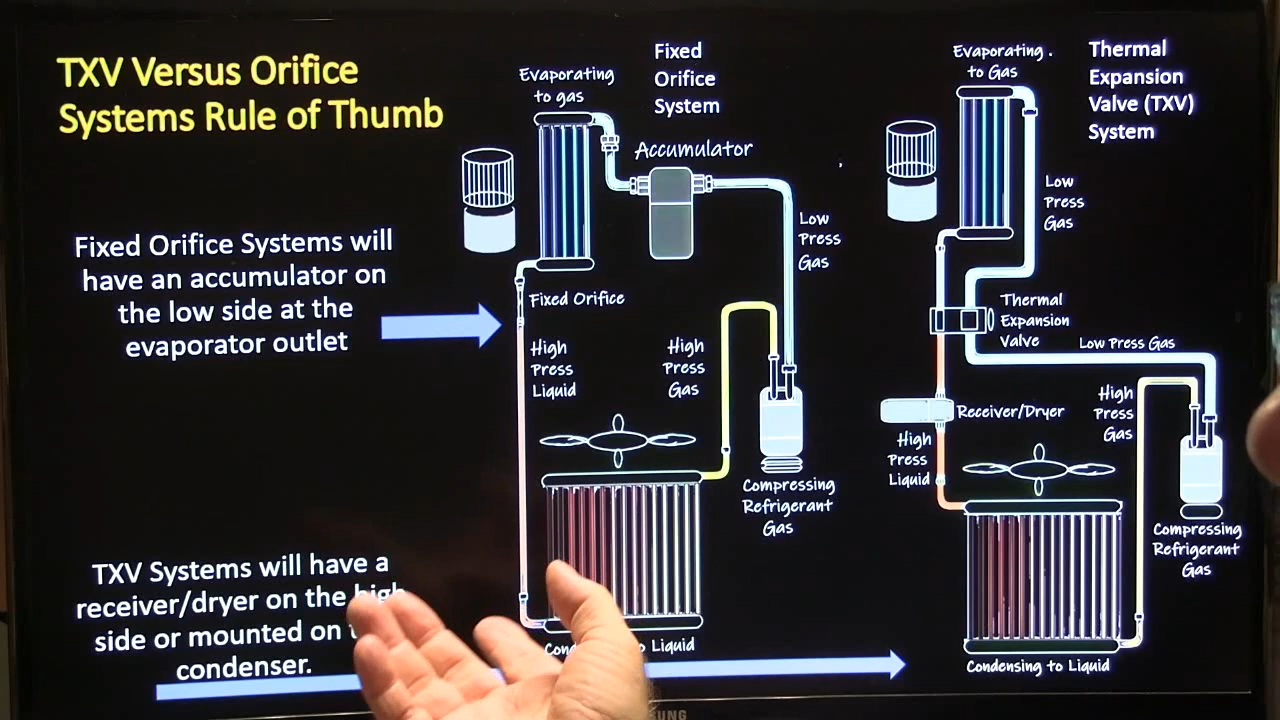 TXV Versus Orifice
Systems Rule of Thumb
Fixed Orifice Systems will
have an accumulator on
the low side at the
evaporator outlet
TXV Systems will have a
receiver/dryer on the high
side or mounted on
condenser.
Fixed
Orifice
System
Evaporating
to gas
Accumulator
Low
Press
Gas
Fixed Orifice
High
Press
Liquid
High
Press
Gas
Compressing
Refrigerant
Gas
to Liquid
Thermal
Expansion
Valve (TXV)
System
Evaporating .
to Gas
Low
Press
Gas
Thermal
Expansion
Valve
Low Press Gas
Receiver/Dryer
High
Press
Liquid
High
Press
Gas
Compressing
Refrigerant
Gas
Condensing to Liquid